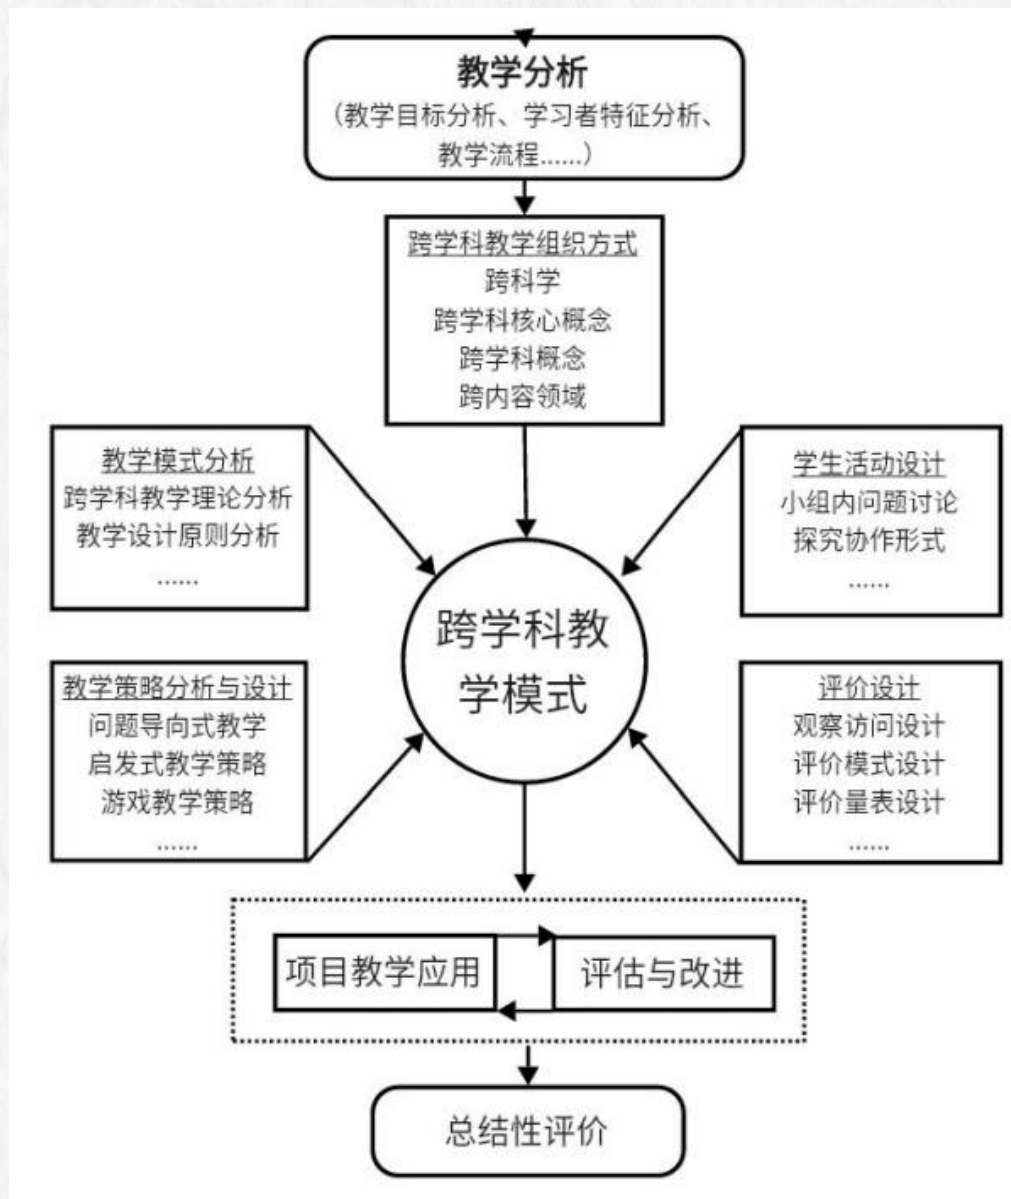 教学分析
（教学目标分析、学习者特征分析、
教学流程......）
跨学科教学组织方式
跨科学
跨学科核心概念
跨学科概念
跨内容领域
教学模式分析
跨学科教学理论分析
教学设计原则分析
......
学生活动设计
小组内问题讨论
探究协作形式
......
跨学科教
学模式
教学策略分析与设计
问题导向式教学
启发式教学策略
游戏教学策略
......
评价设计
观察访问设计
评价模式设计
评价量表设计
......
项目教学应用
评估与改进
总结性评价